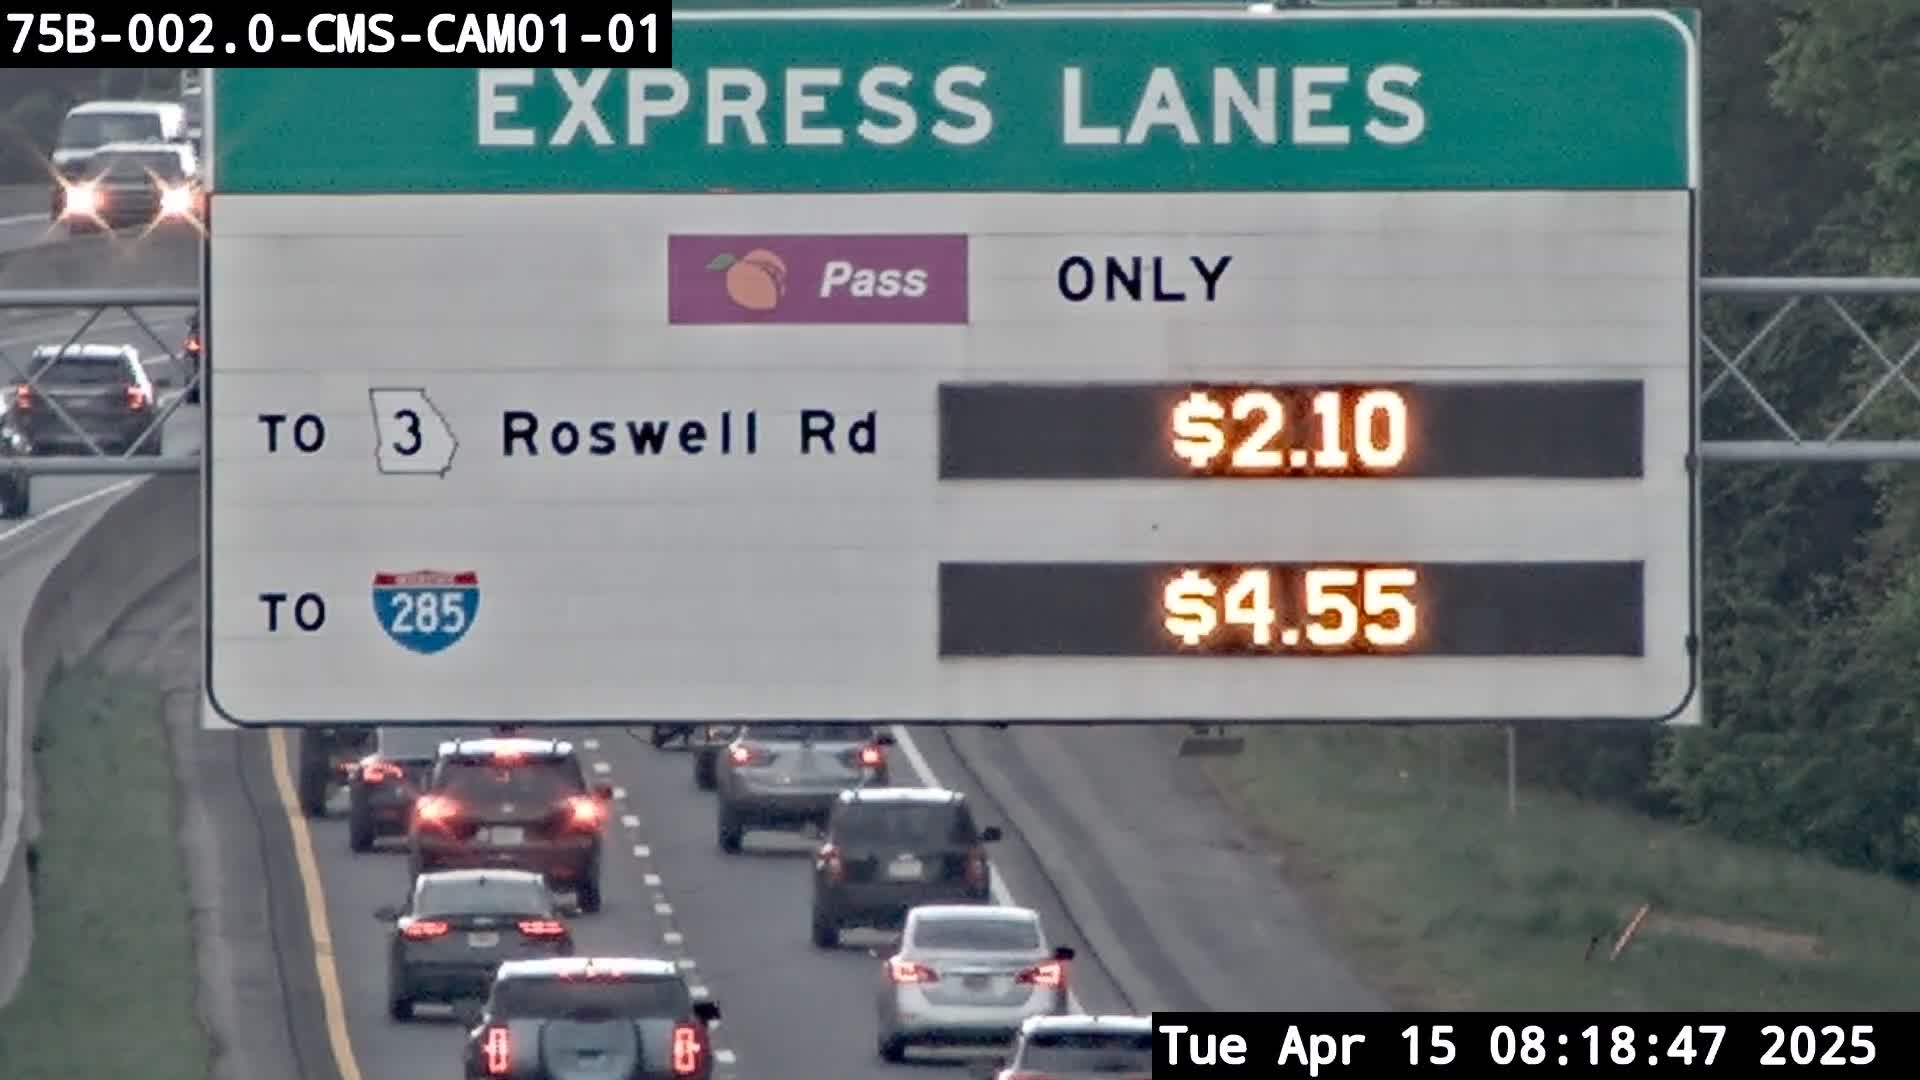 75B-002.0-CMS-CAM01-01
EXPRESS LANES
Pass ONLY
TO 3 Roswell Rd $2.10
TO 285 $4.55
Tue Apr 15 08:18:47 2025